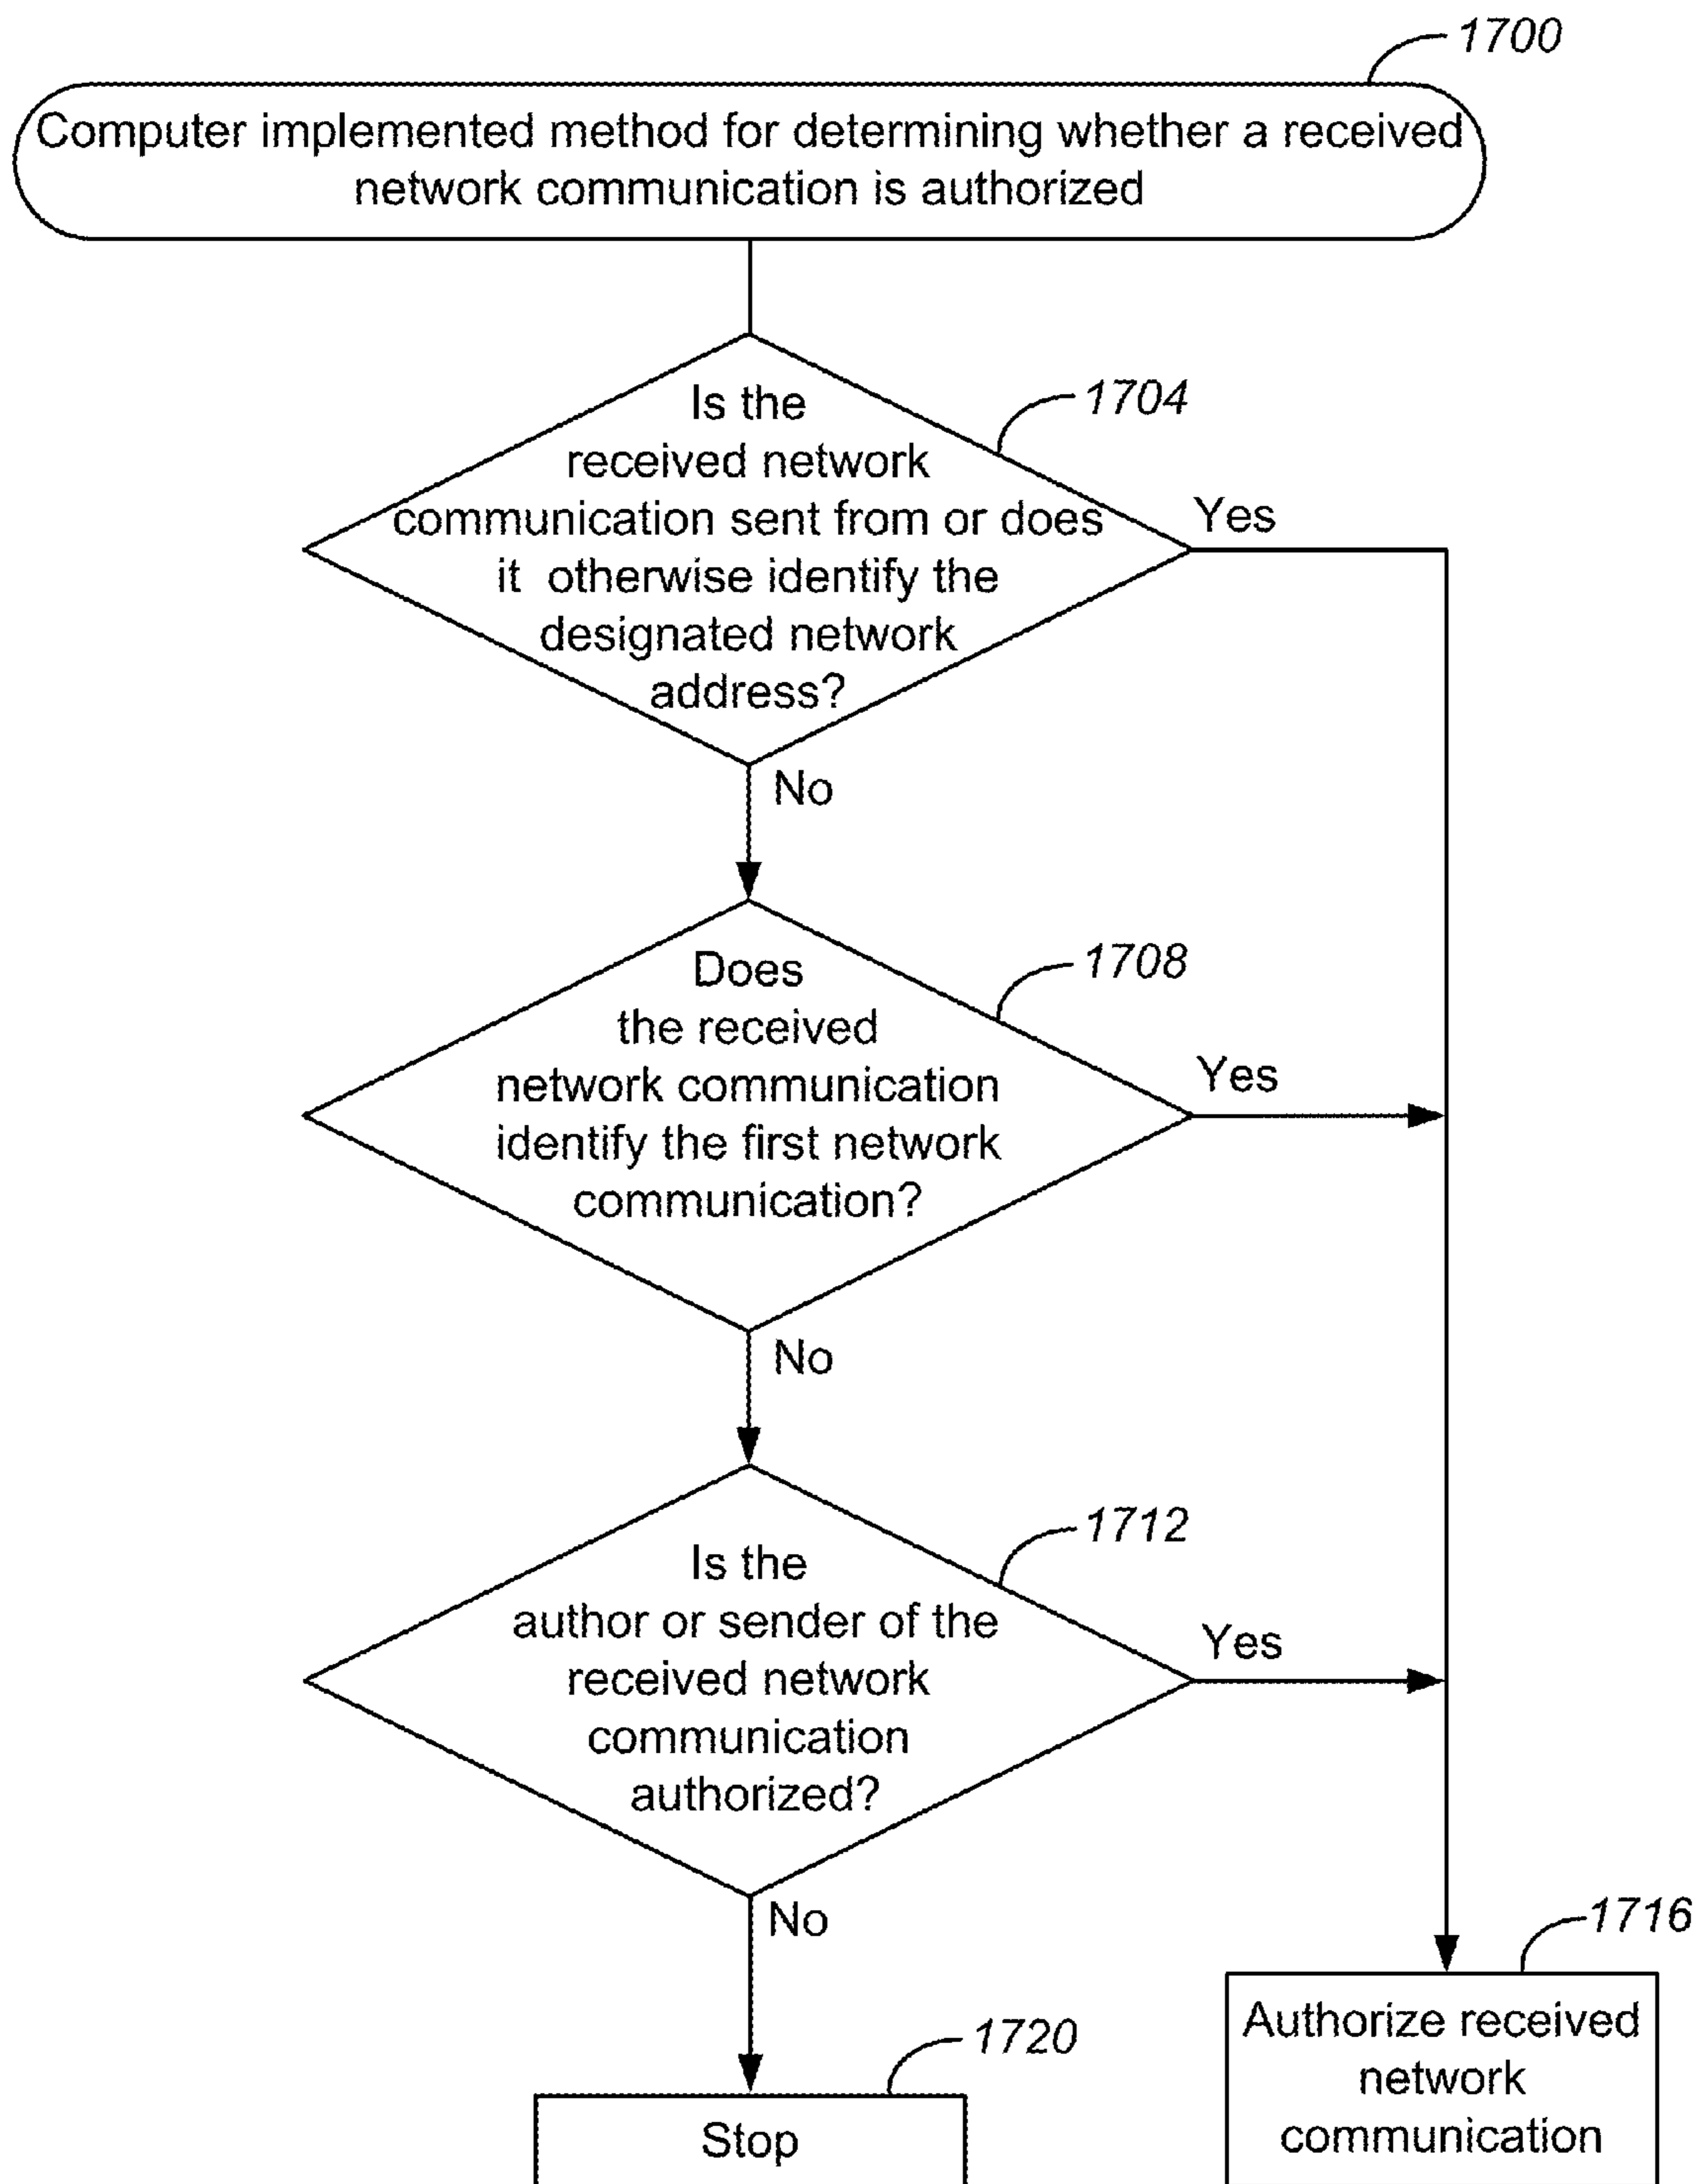 1700
Computer implemented method for determining whether a received
network communication is authorized
1704
Is the
received network
communication sent from or does
it otherwise identify the
designated network
address?
Yes
No
1708
Does
the received
network communication
identify the first network
communication?
Yes
No
1712
Is the
author or sender of the
received network
communication
authorized?
Yes
No
1716
Authorize received
network
communication
1720
Stop